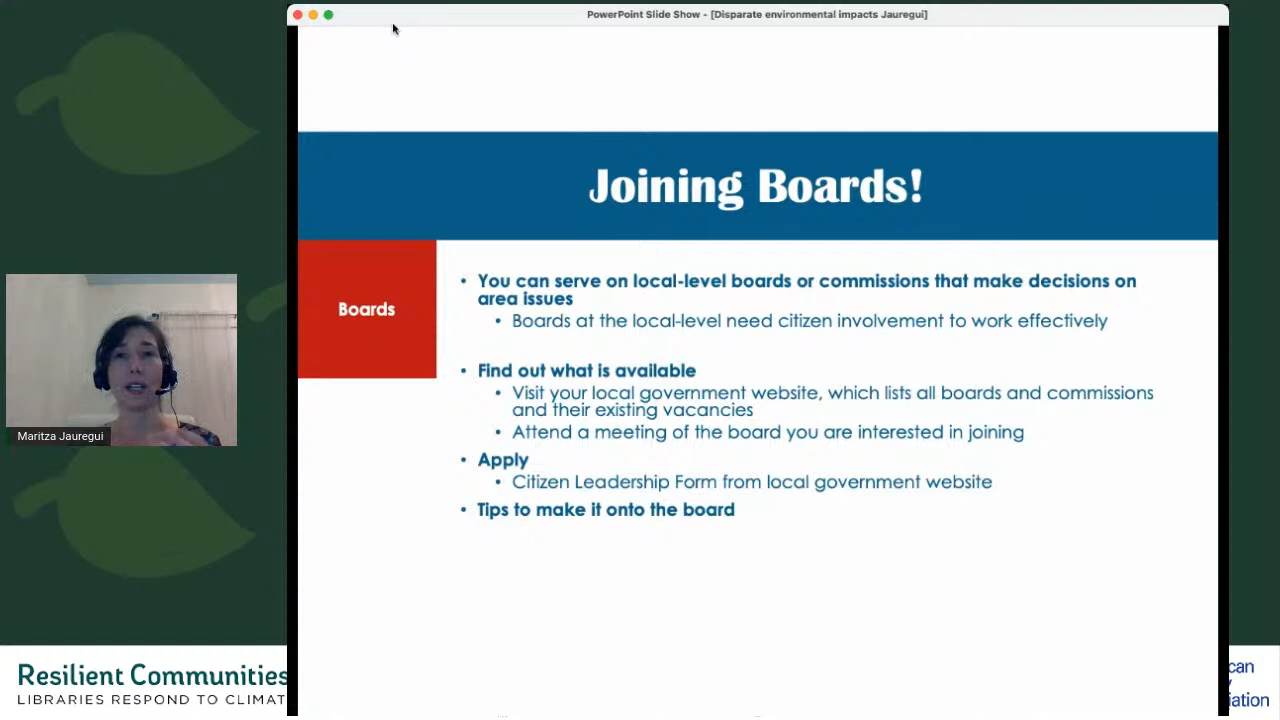 PowerPoint Slide Show - [Disparate environmental impacts Jauregui]
Joining Boards!
Boards
• You can serve on local-level boards or commissions that make decisions on
area issues
• Boards at the local-level need citizen involvement to work effectively
• Find out what is available
• Visit your local government website, which lists all boards and commissions
and their existing vacancies
• Attend a meeting of the board you are interested in joining
• Apply
• Citizen Leadership Form from local government website
• Tips to make it onto the board
Maritza Jauregui
Resilient Communities
LIBRARIES RESPOND TO CLIMAT
can
y
iation